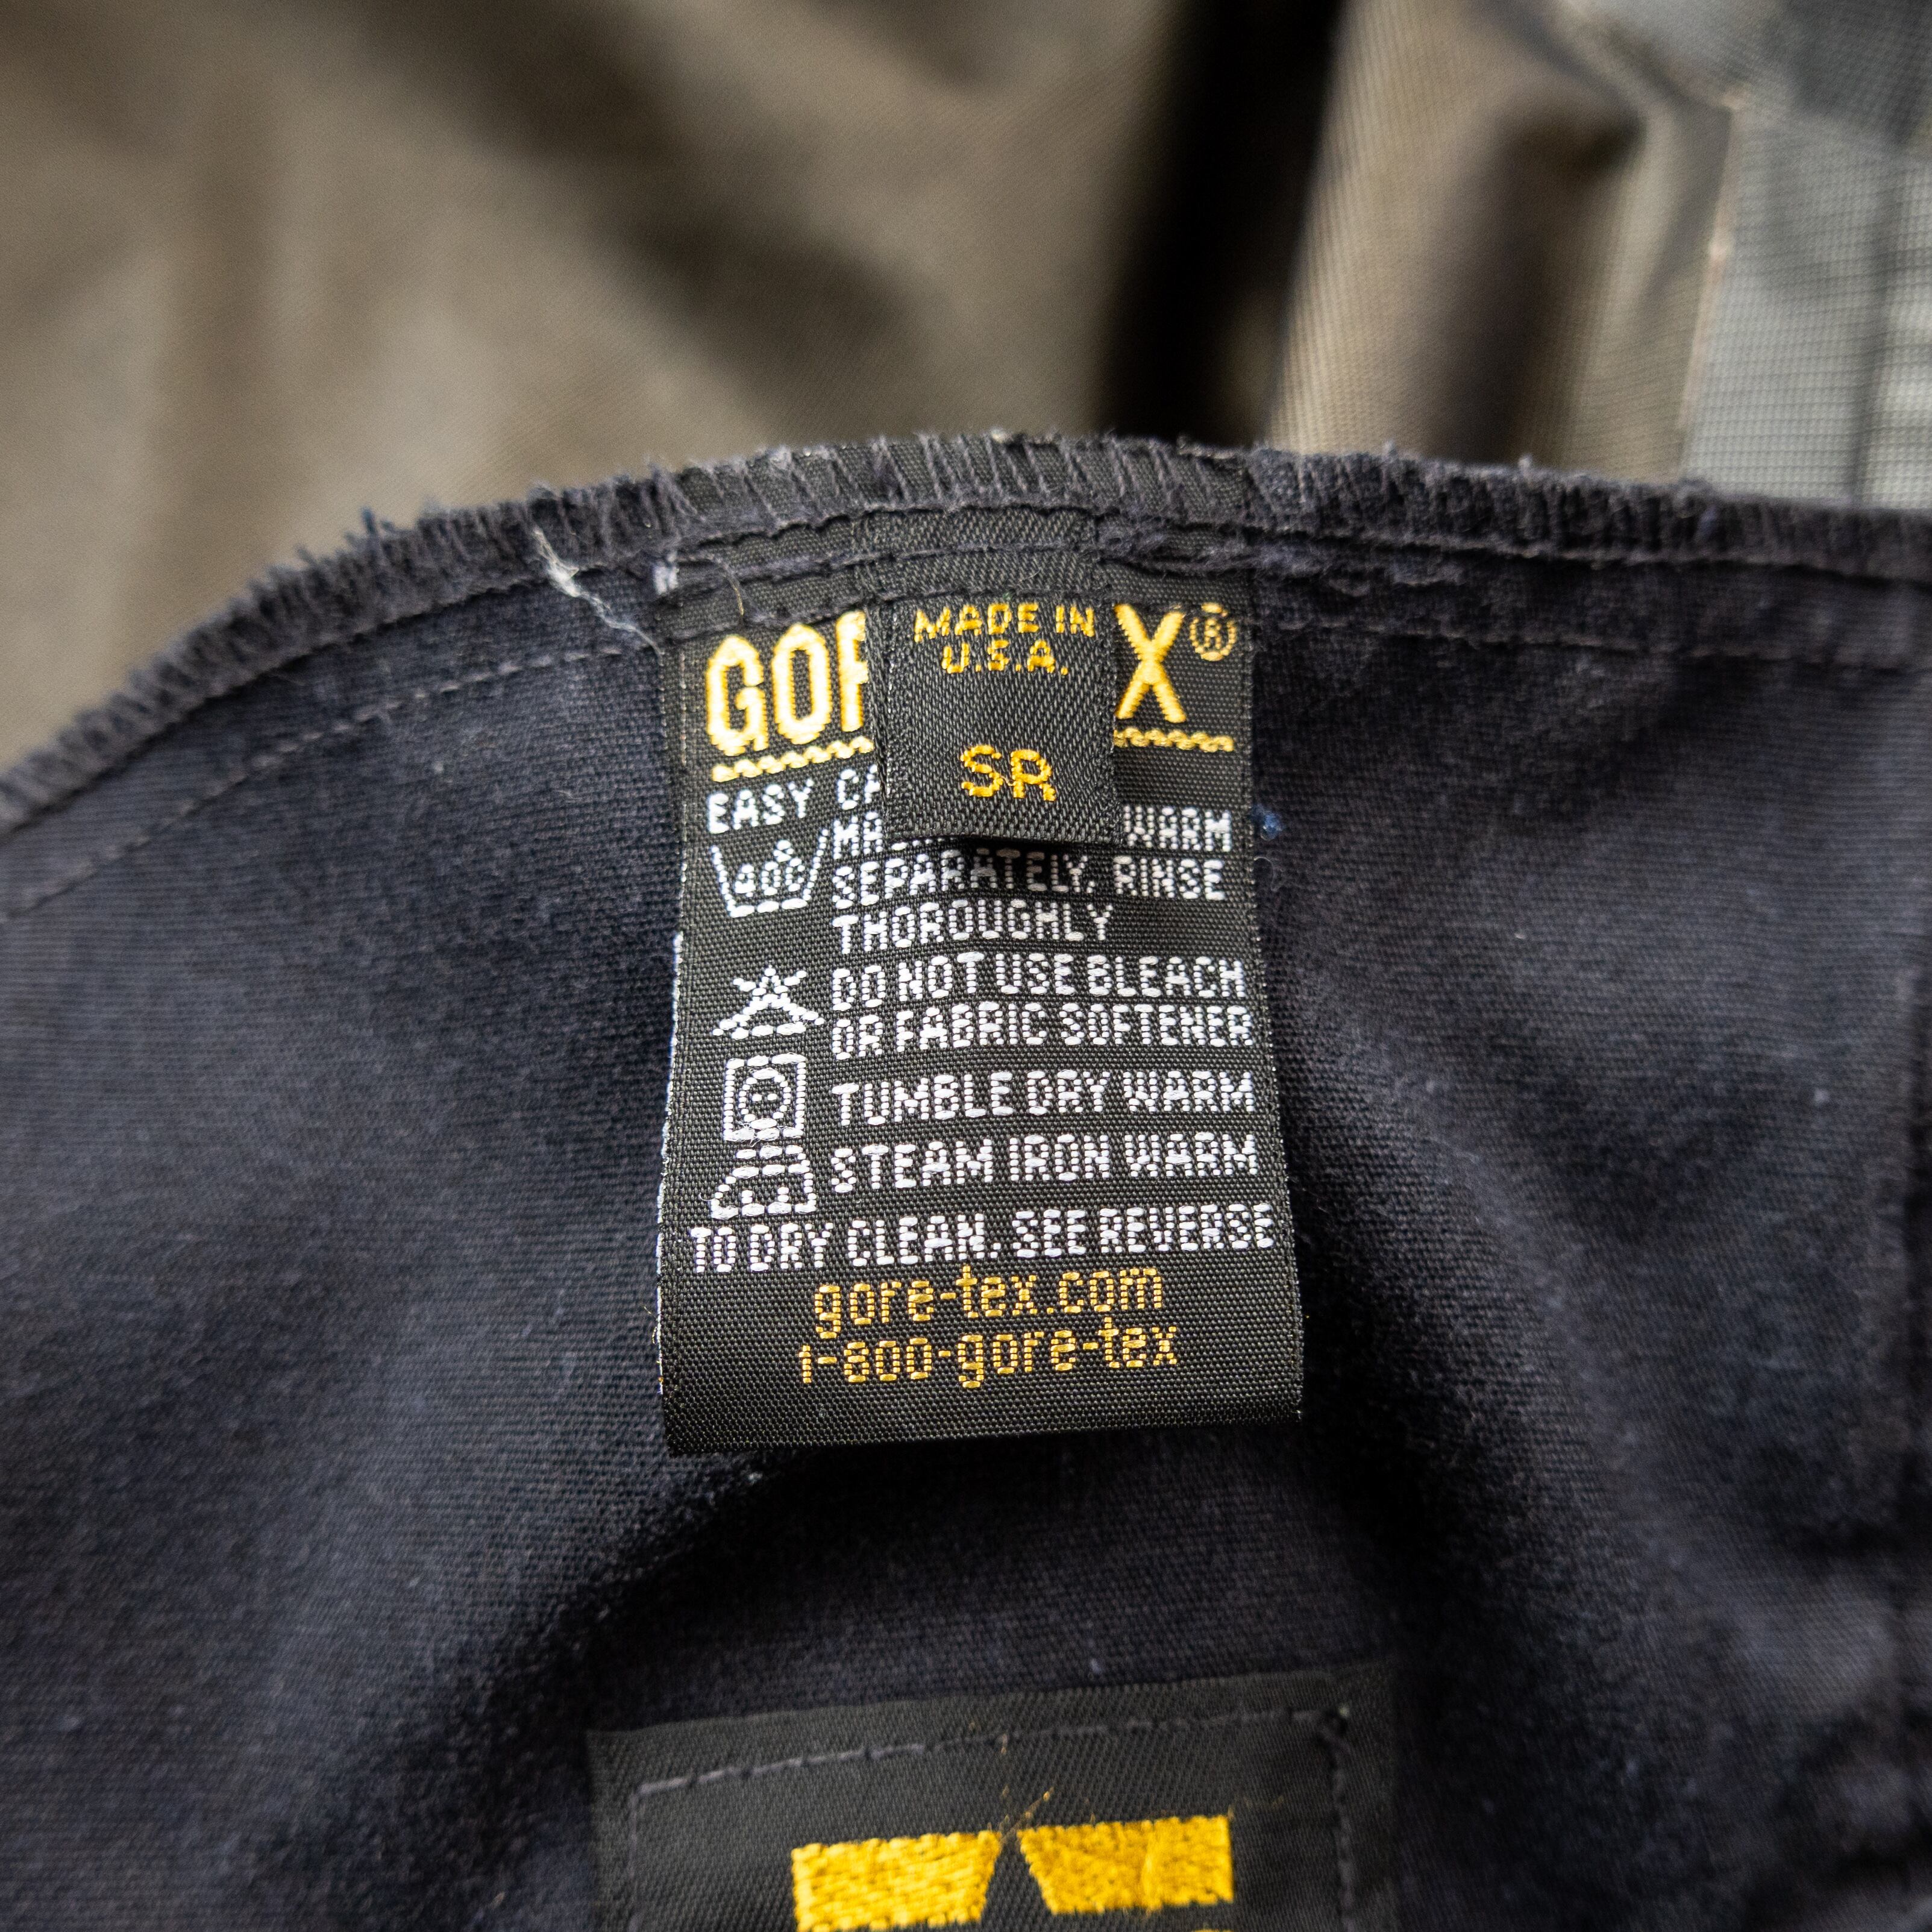 MADE IN
U.S.A.
SR
GOR X®
EASY CA
40C MA WARM
SEPARATELY, RINSE
THOROUGHLY
DO NOT USE BLEACH
OR FABRIC SOFTENER
TUMBLE DRY WARM
STEAM IRON WARM
TO DRY CLEAN, SEE REVERSE
gore-tex.com
1-800-gore-tex